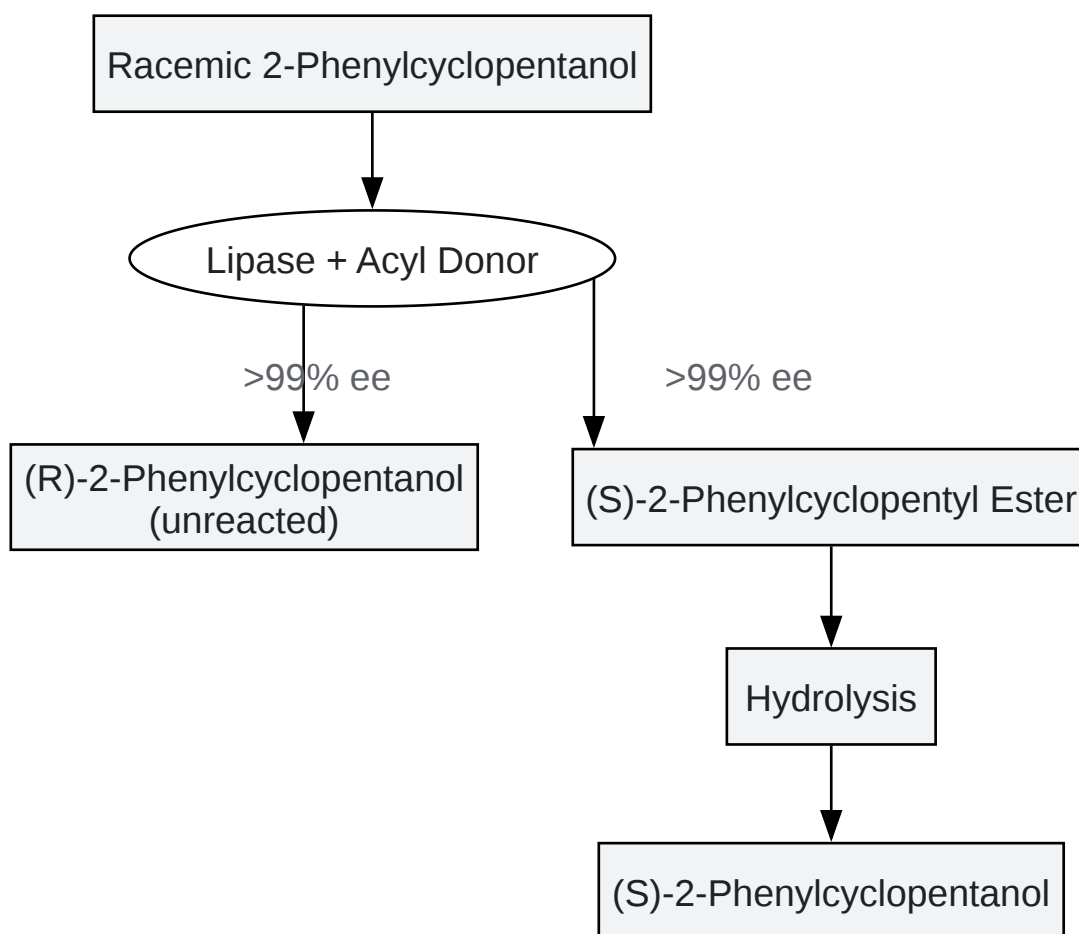 Racemic 2-Phenylcyclopentanol
Lipase + Acyl Donor
>99% ee
>99% ee
(R)-2-Phenylcyclopentanol
(unreacted)
(S)-2-Phenylcyclopentyl Ester
Hydrolysis
(S)-2-Phenylcyclopentanol